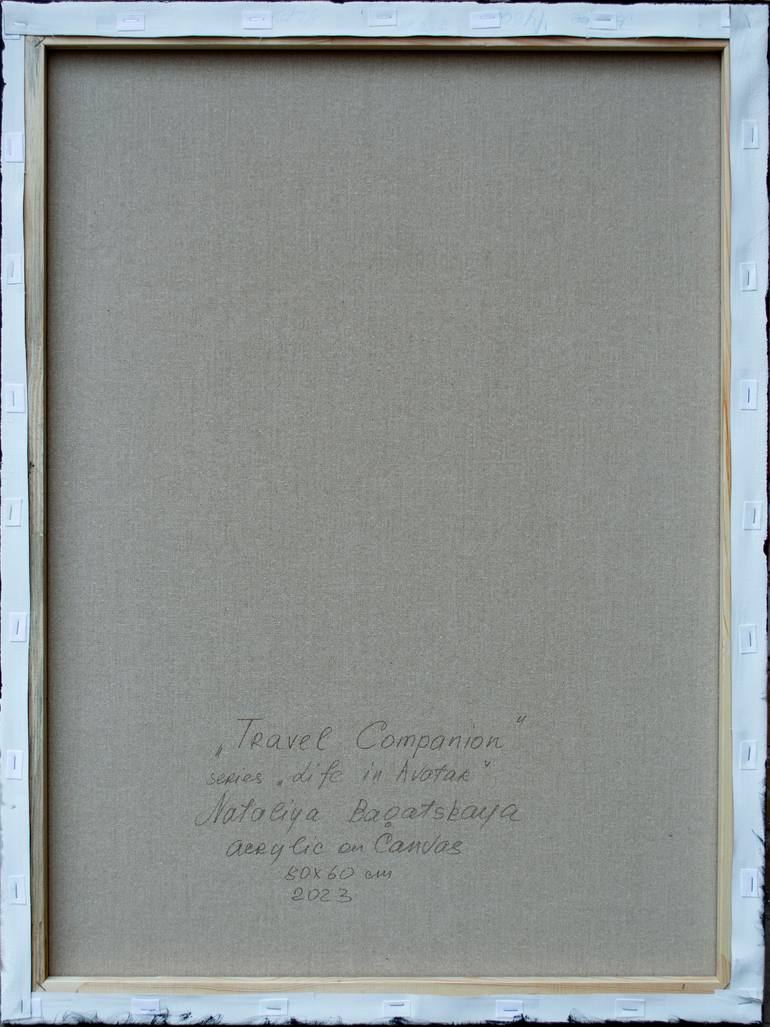 „Travel Companion"
series „Life in Avatar"
Nataliya Bagatskaya
acrylic on Canvas
80x60 cm
2023